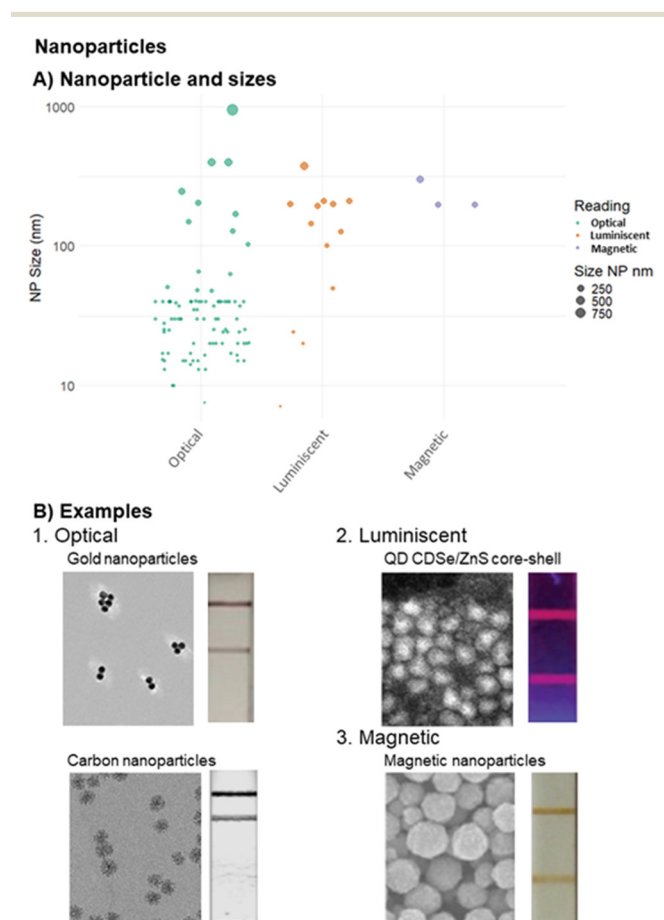 Nanoparticles
A) Nanoparticle and sizes
1000
100
10
NP Size (nm)
Optical
Luminiscent
Magnetic
Reading
Optical
Luminiscent
Magnetic
Size NP nm
250
500
750
B) Examples
1. Optical
Gold nanoparticles
2. Luminiscent
QD CDSe/ZnS core-shell
Carbon nanoparticles
3. Magnetic
Magnetic nanoparticles